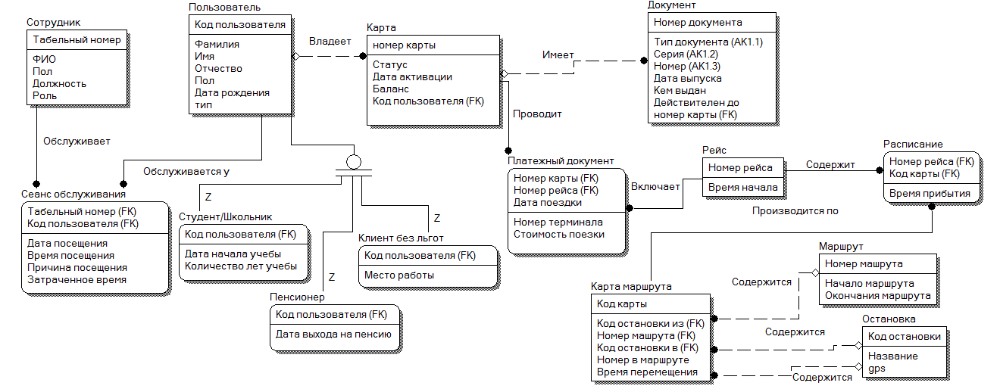 Сотрудник
Табельный номер
ФИО
Пол
Должность
Роль
Пользователь
Код пользователя
Фамилия
Имя
Отчество
Пол
Дата рождения
тип
Владеет
Карта
номер карты
Статус
Дата активации
Баланс
Код пользователя (FK)
Имеет
Документ
Номер документа
Тип документа (AK1.1)
Серия (AK1.2)
Номер (AK1.3)
Дата выпуска
Кем выдан
Действителен до
номер карты (FK)
Обслуживает
Обслуживается у
Проводит
Сеанс обслуживания
Табельный номер (FK)
Код пользователя (FK)
Дата посещения
Время посещения
Причина посещения
Затраченное время
Z
Студент/Школьник
Код пользователя (FK)
Дата начала учебы
Количество лет учебы
Z
Пенсионер
Код пользователя (FK)
Дата выхода на пенсию
Z
Клиент без льгот
Код пользователя (FK)
Место работы
Платежный документ
Номер карты (FK)
Номер рейса (FK)
Дата поездки
Номер терминала
Стоимость поезки
Включает
Рейс
Номер рейса
Время начала
Содержит
Расписание
Номер рейса (FK)
Код карты (FK)
Время прибытия
Производится по
Карта маршрута
Код карты
Код остановки из (FK)
Номер машрута (FK)
Код остановки в (FK)
Номер в маршруте
Время перемещения
Содержится
Маршрут
Номер машрута
Начало маршрута
Окончания маршрута
Содержится
Остановка
Код остановки
Название
gps
Содержится